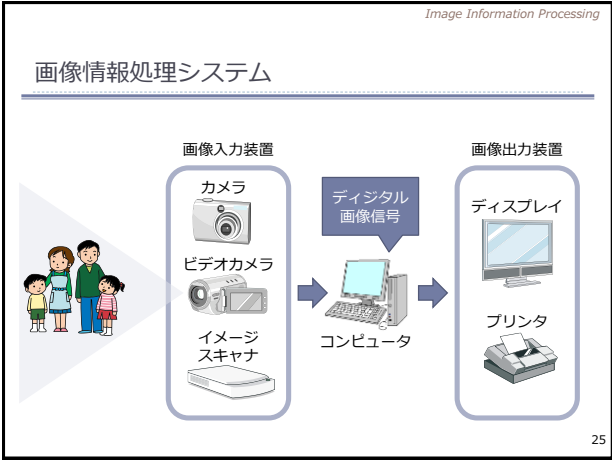 Image Information Processing
画像情報処理システム
画像入力装置
カメラ
ビデオカメラ
イメージ
スキャナ
ディジタル
画像信号
コンピュータ
画像出力装置
ディスプレイ
プリンタ
25